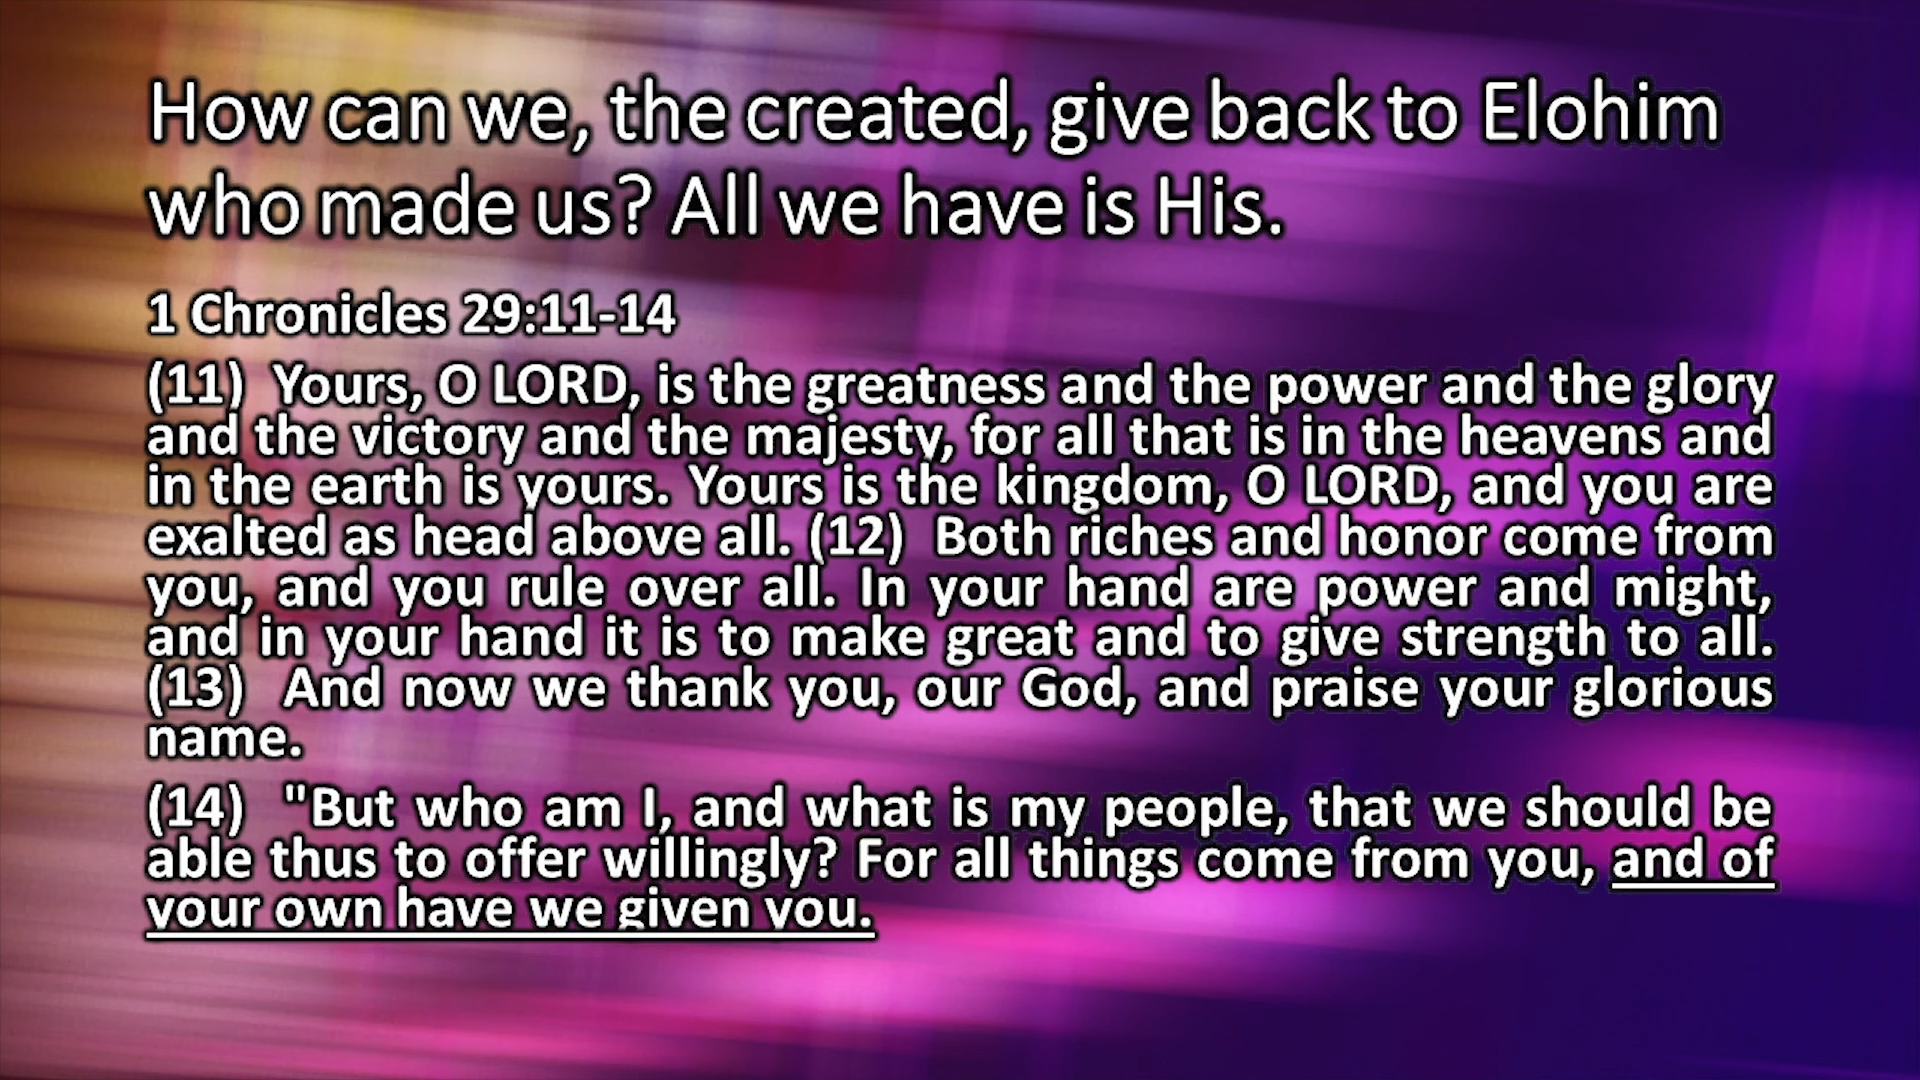 How can we, the created, give back to Elohim
who made us? All we have is His.
1 Chronicles 29:11-14
(11)  Yours, O LORD, is the greatness and the power and the glory
and the victory and the majesty, for all that is in the heavens and
in the earth is yours. Yours is the kingdom, O LORD, and you are
exalted as head above all. (12)  Both riches and honor come from
you, and you rule over all. In your hand are power and might,
and in your hand it is to make great and to give strength to all.
(13)  And now we thank you, our God, and praise your glorious
name.
(14)  "But who am I, and what is my people, that we should be
able thus to offer willingly? For all things come from you, and of
your own have we given you.